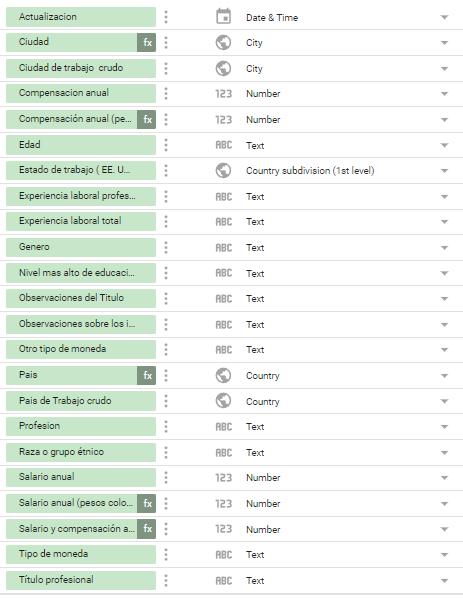 Actualizacion Date & Time
Ciudad fx City
Ciudad de trabajo crudo City
Compensacion anual 123 Number
Compensación anual (pe... fx 123 Number
Edad ABC Text
Estado de trabajo ( EE. U... Country subdivision (1st level)
Experiencia laboral profes... ABC Text
Experiencia laboral total ABC Text
Genero ABC Text
Nivel mas alto de educaci... ABC Text
Observaciones del Titulo ABC Text
Observaciones sobre los i... ABC Text
Otro tipo de moneda ABC Text
Pais fx Country
Pais de Trabajo crudo Country
Profesion ABC Text
Raza o grupo étnico ABC Text
Salario anual 123 Number
Salario anual (pesos colo... fx 123 Number
Salario y compensación a... fx 123 Number
Tipo de moneda ABC Text
Título profesional ABC Text